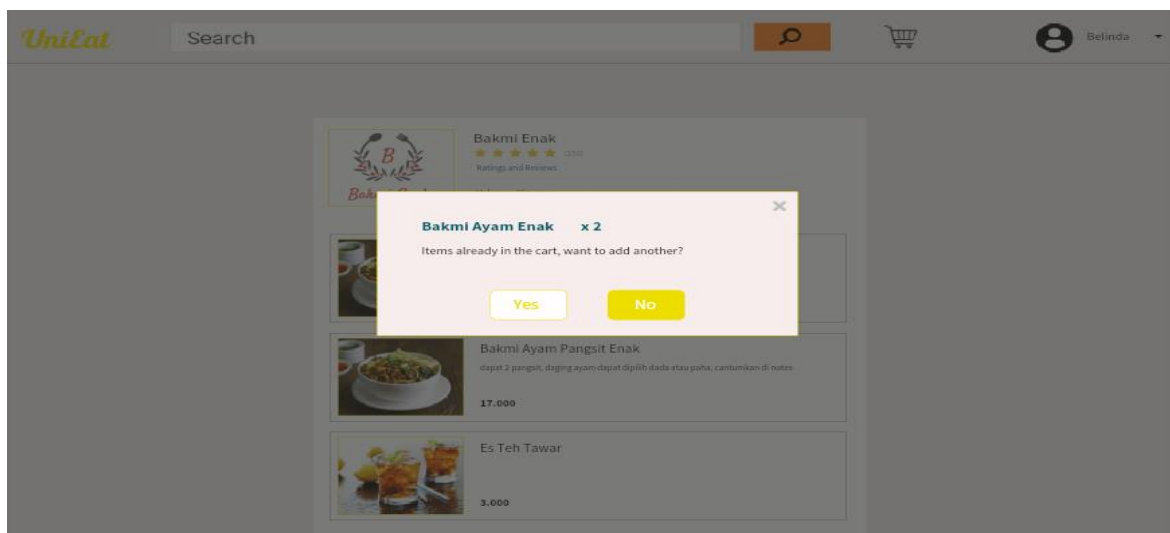 UniEat
Search
Belinda
Bakmi Enak
Ratings and Reviews
B
Bakmi Ayam Enak x 2
Items already in the cart, want to add another?
Yes
No
Bakmi Ayam Pangsit Enak
dapat 2 pangsit, daging ayam dapat dipilih dada atau paha, cantumkan di notes
17.000
Es Teh Tawar
3.000